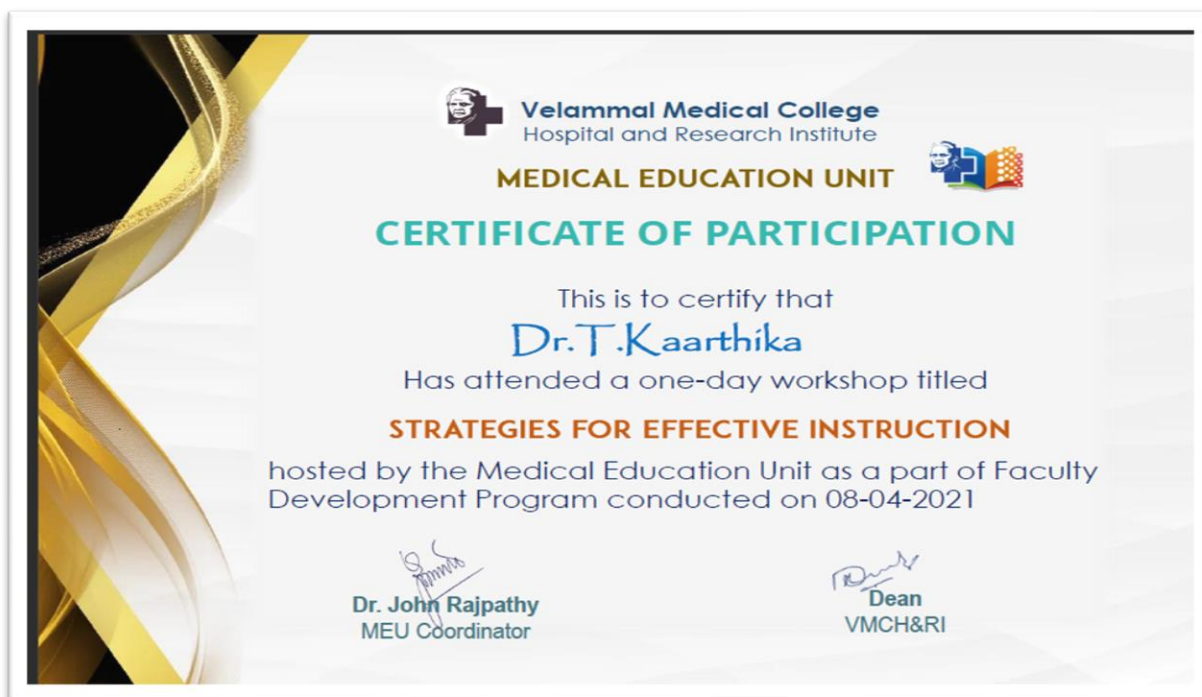 Velammal Medical College
Hospital and Research Institute
MEDICAL EDUCATION UNIT
CERTIFICATE OF PARTICIPATION
This is to certify that
Dr.T.Kaarthika
Has attended a one-day workshop titled
STRATEGIES FOR EFFECTIVE INSTRUCTION
hosted by the Medical Education Unit as a part of Faculty
Development Program conducted on 08-04-2021
Dr. John Rajpathy
MEU Coordinator
Dean
VMCH&RI